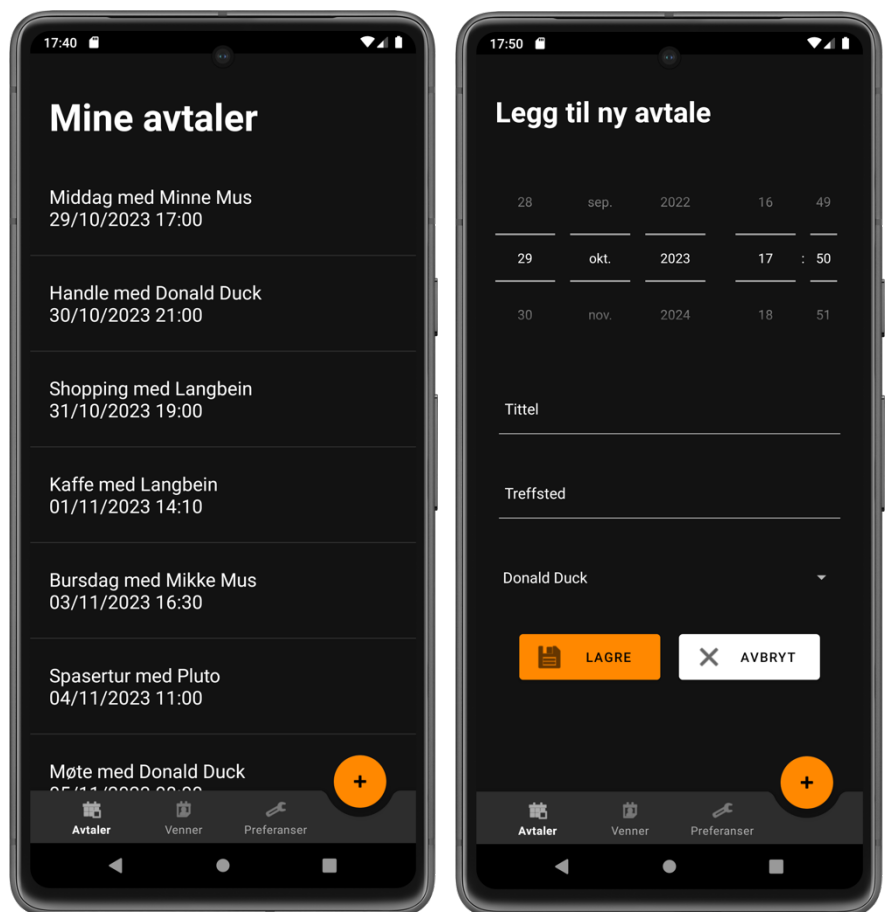 17:40
Mine avtaler
Middag med Minne Mus
29/10/2023 17:00
Handle med Donald Duck
30/10/2023 21:00
Shopping med Langbein
31/10/2023 19:00
Kaffe med Langbein
01/11/2023 14:10
Bursdag med Mikke Mus
03/11/2023 16:30
Spasertur med Pluto
04/11/2023 11:00
Møte med Donald Duck
+
Avtaler Venner Preferanser
17:50
Legg til ny avtale
28 sep. 2022 16 49
29 okt. 2023 17 : 50
30 nov. 2024 18 51
Tittel
Treffsted
Donald Duck
LAGRE AVBRYT
+
Avtaler Venner Preferanser